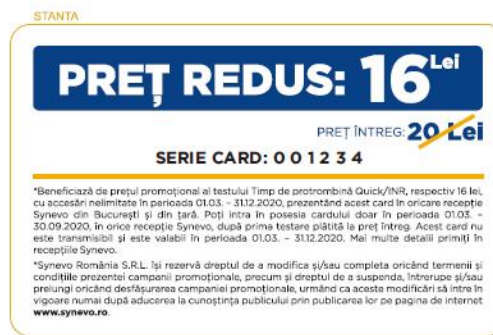 STANTA
PREȚ REDUS: 16 Lei
PREȚ ÎNTREG: 20 Lei
SERIE CARD: 0 0 1 2 3 4
*Beneficiază de prețul promoțional al testului Timp de protrombină Quick/INR, respectiv 16 lei,
cu accesări nelimitate în perioada 01.03. – 31.12.2020, prezentând acest card în oricare recepție
Synevo din București și din țară. Poți intra în posesia cardului doar în perioada 01.03. –
30.09.2020, în orice recepție Synevo, după prima testare plătită la preț întreg. Acest card nu
este transmisibil și este valabil în perioada 01.03. – 31.12.2020. Mai multe detalii primiți în
recepțiile Synevo.
*Synevo România S.R.L. își rezervă dreptul de a modifica și/sau completa oricând termenii și
condițiile prezentei campanii promoționale, precum și dreptul de a suspenda, întrerupe și/sau
prelungi oricând desfășurarea campaniei promoționale, urmând ca aceste modificări să intre în
vigoare numai după aducerea la cunoștința publicului prin publicarea lor pe pagina de internet
www.synevo.ro.